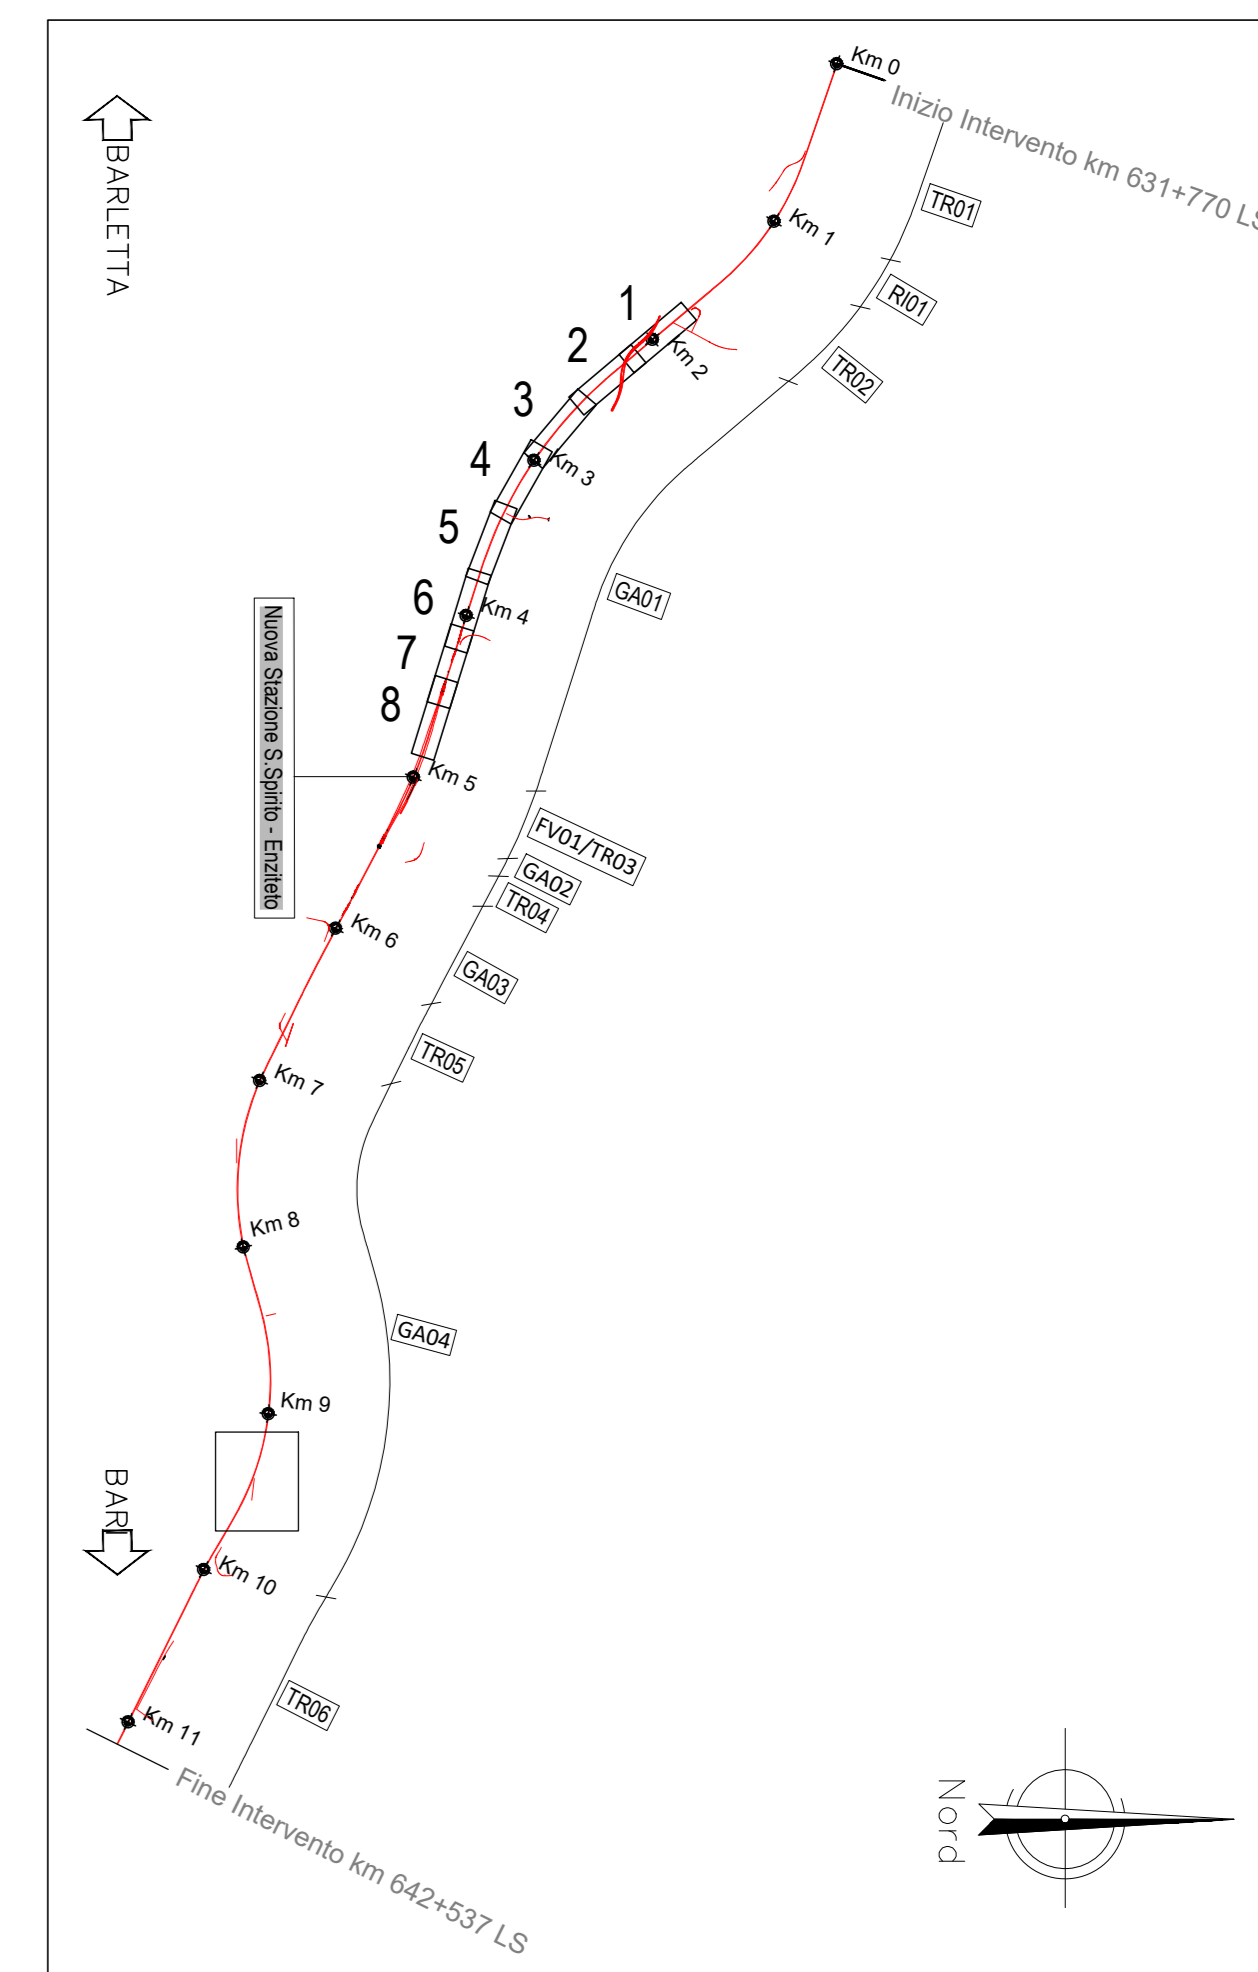 Km 0
Inizio Intervento km 631+770 LS
BARLETTA
TR01
Km 1
RI01
1
Km 2
2
TR02
3
4
Km 3
5
GA01
6
Km 4
7
8
Nuova Stazione S.Spirito - Enziteto
Km 5
FV01/TR03
GA02
TR04
Km 6
GA03
TR05
Km 7
Km 8
GA04
Km 9
BARI
Km 10
TR06
Km 11
Fine Intervento km 642+537 LS
Nord